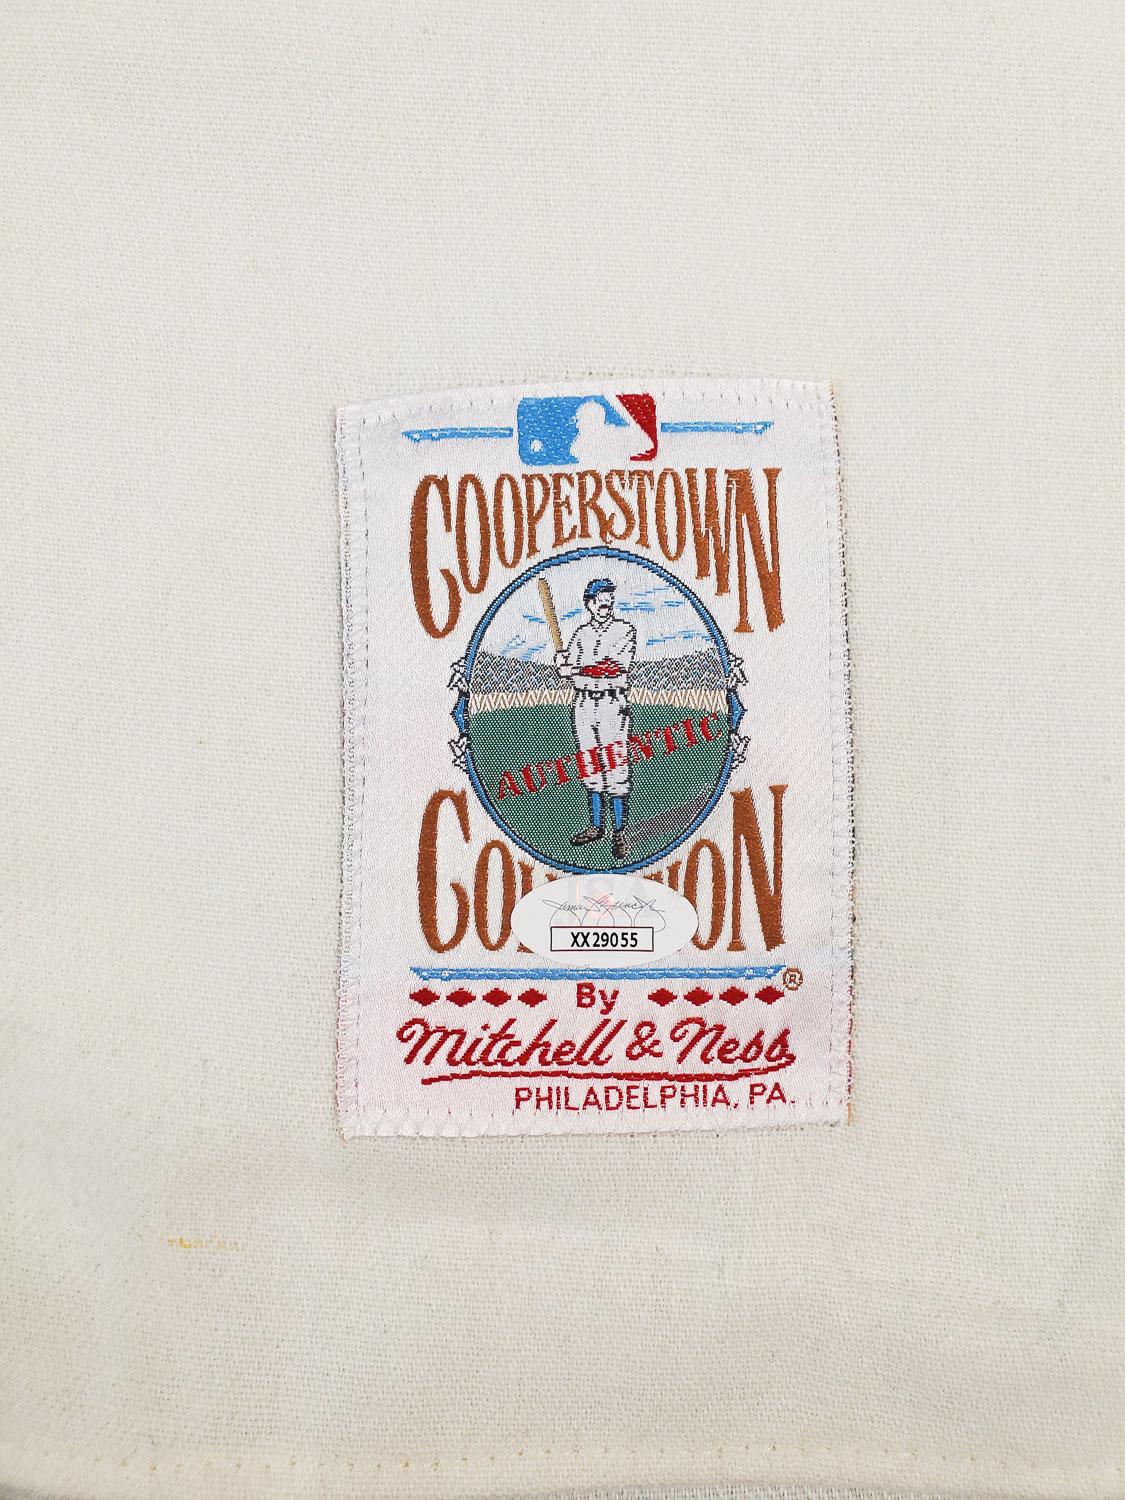 COOPERSTOWN
AUTHENTIC
XX29055
®
By
Mitchell & Ness
PHILADELPHIA, PA.